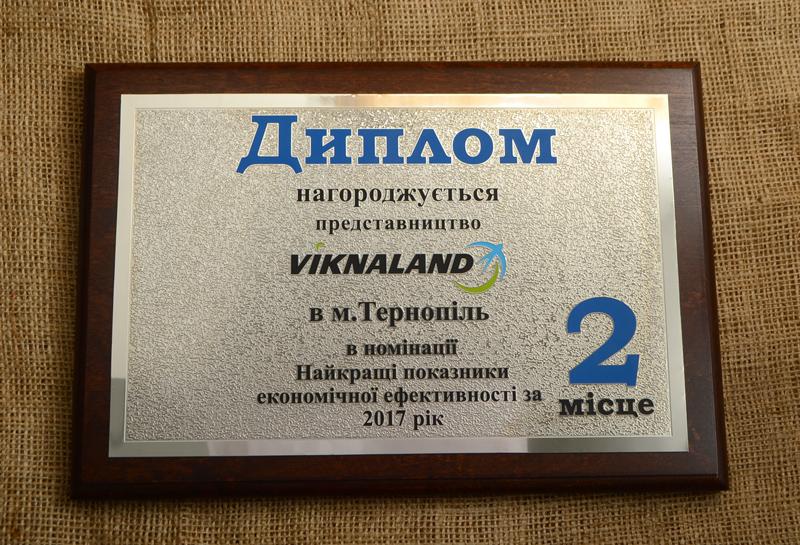 Диплом
нагороджується
представництво
VIKNALAND
в м.Тернопіль
в номінації
Найкращі показники
економічної ефективності за
2017 рік
2
місце